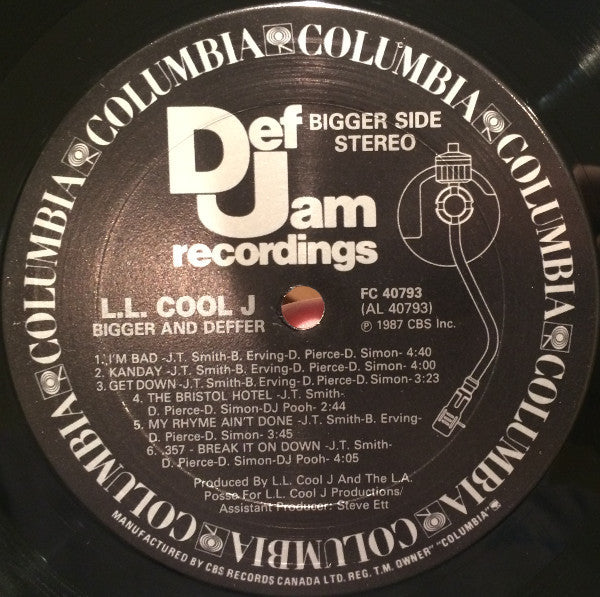 COLUMBIA COLUMBIA COLUMBIA COLUMBIA COLUMBIA COLUMBIA COLUMBIA COLUMBIA
Def
Jam
recordings
BIGGER SIDE
STEREO
L.L. COOL J
BIGGER AND DEFFER
FC 40793
(AL 40793)
℗ 1987 CBS Inc.
1. I'M BAD -J.T. Smith-B. Erving-D. Pierce-D. Simon- 4:40
2. KANDAY -J.T. Smith-B. Erving-D. Pierce-D. Simon- 4:00
3. GET DOWN -J.T. Smith-B. Erving-D. Pierce-D. Simon- 3:23
4. THE BRISTOL HOTEL -J.T. Smith-
D. Pierce-D. Simon-DJ Pooh- 2:44
5. MY RHYME AIN'T DONE -J.T. Smith-B. Erving-
D. Pierce-D. Simon- 3:45
6. .357 - BREAK IT ON DOWN -J.T. Smith-
D. Pierce-D. Simon-DJ Pooh- 4:05
Produced By L.L. Cool J And The L.A.
Posse For L.L. Cool J Productions/
Assistant Producer: Steve Ett
MANUFACTURED BY CBS RECORDS CANADA LTD. REG. T.M. OWNER "COLUMBIA"